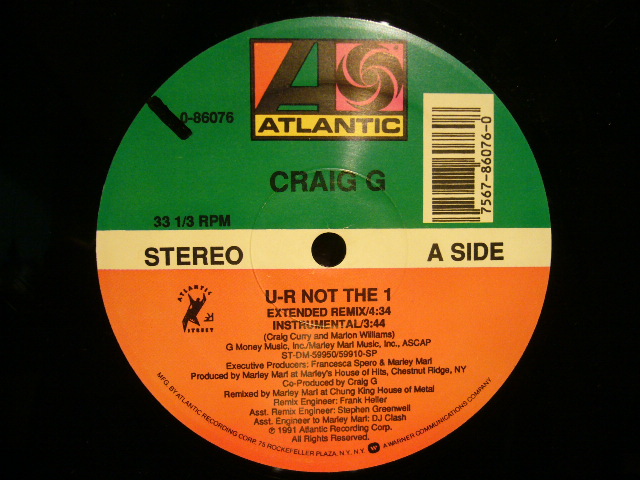 ATLANTIC
0-86076
CRAIG G
7567-86076-0
33 1/3 RPM
STEREO
A SIDE
ATLANTIC
STREET
U-R NOT THE 1
EXTENDED REMIX/4:34
INSTRUMENTAL/3:44
(Craig Curry and Marlon Williams)
G Money Music, Inc./Marley Marl Music, Inc., ASCAP
ST-DM-59950/59910-SP
Executive Producers: Francesca Spero & Marley Marl
Produced by Marley Marl at Marley's House of Hits, Chestnut Ridge, NY
Co-Produced by Craig G
Remixed by Marley Marl at Chung King House of Metal
Remix Engineer: Frank Heller
Asst. Remix Engineer: Stephen Greenwell
Asst. Engineer to Marley Marl: DJ Clash
℗ © 1991 Atlantic Recording Corp.
All Rights Reserved.
MFG. BY ATLANTIC RECORDING CORP. 75 ROCKEFELLER PLAZA, N.Y., N.Y. A WARNER COMMUNICATIONS COMPANY